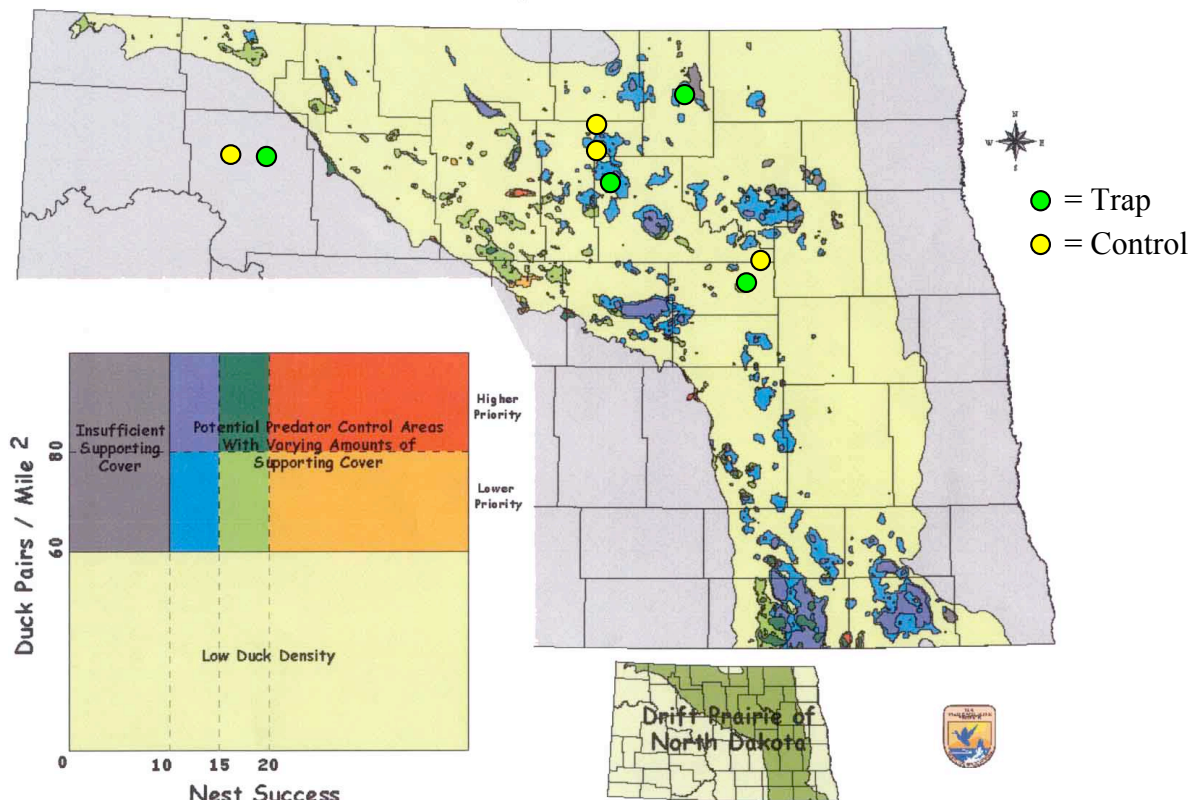 N
W
E
S
= Trap
= Control
Duck Pairs / Mile 2
80
60
Insufficient
Supporting
Cover
Potential Predator Control Areas
With Varying Amounts of
Supporting Cover
Higher
Priority
Lower
Priority
Low Duck Density
0
10
15
20
Nest Success
Drift Prairie of
North Dakota